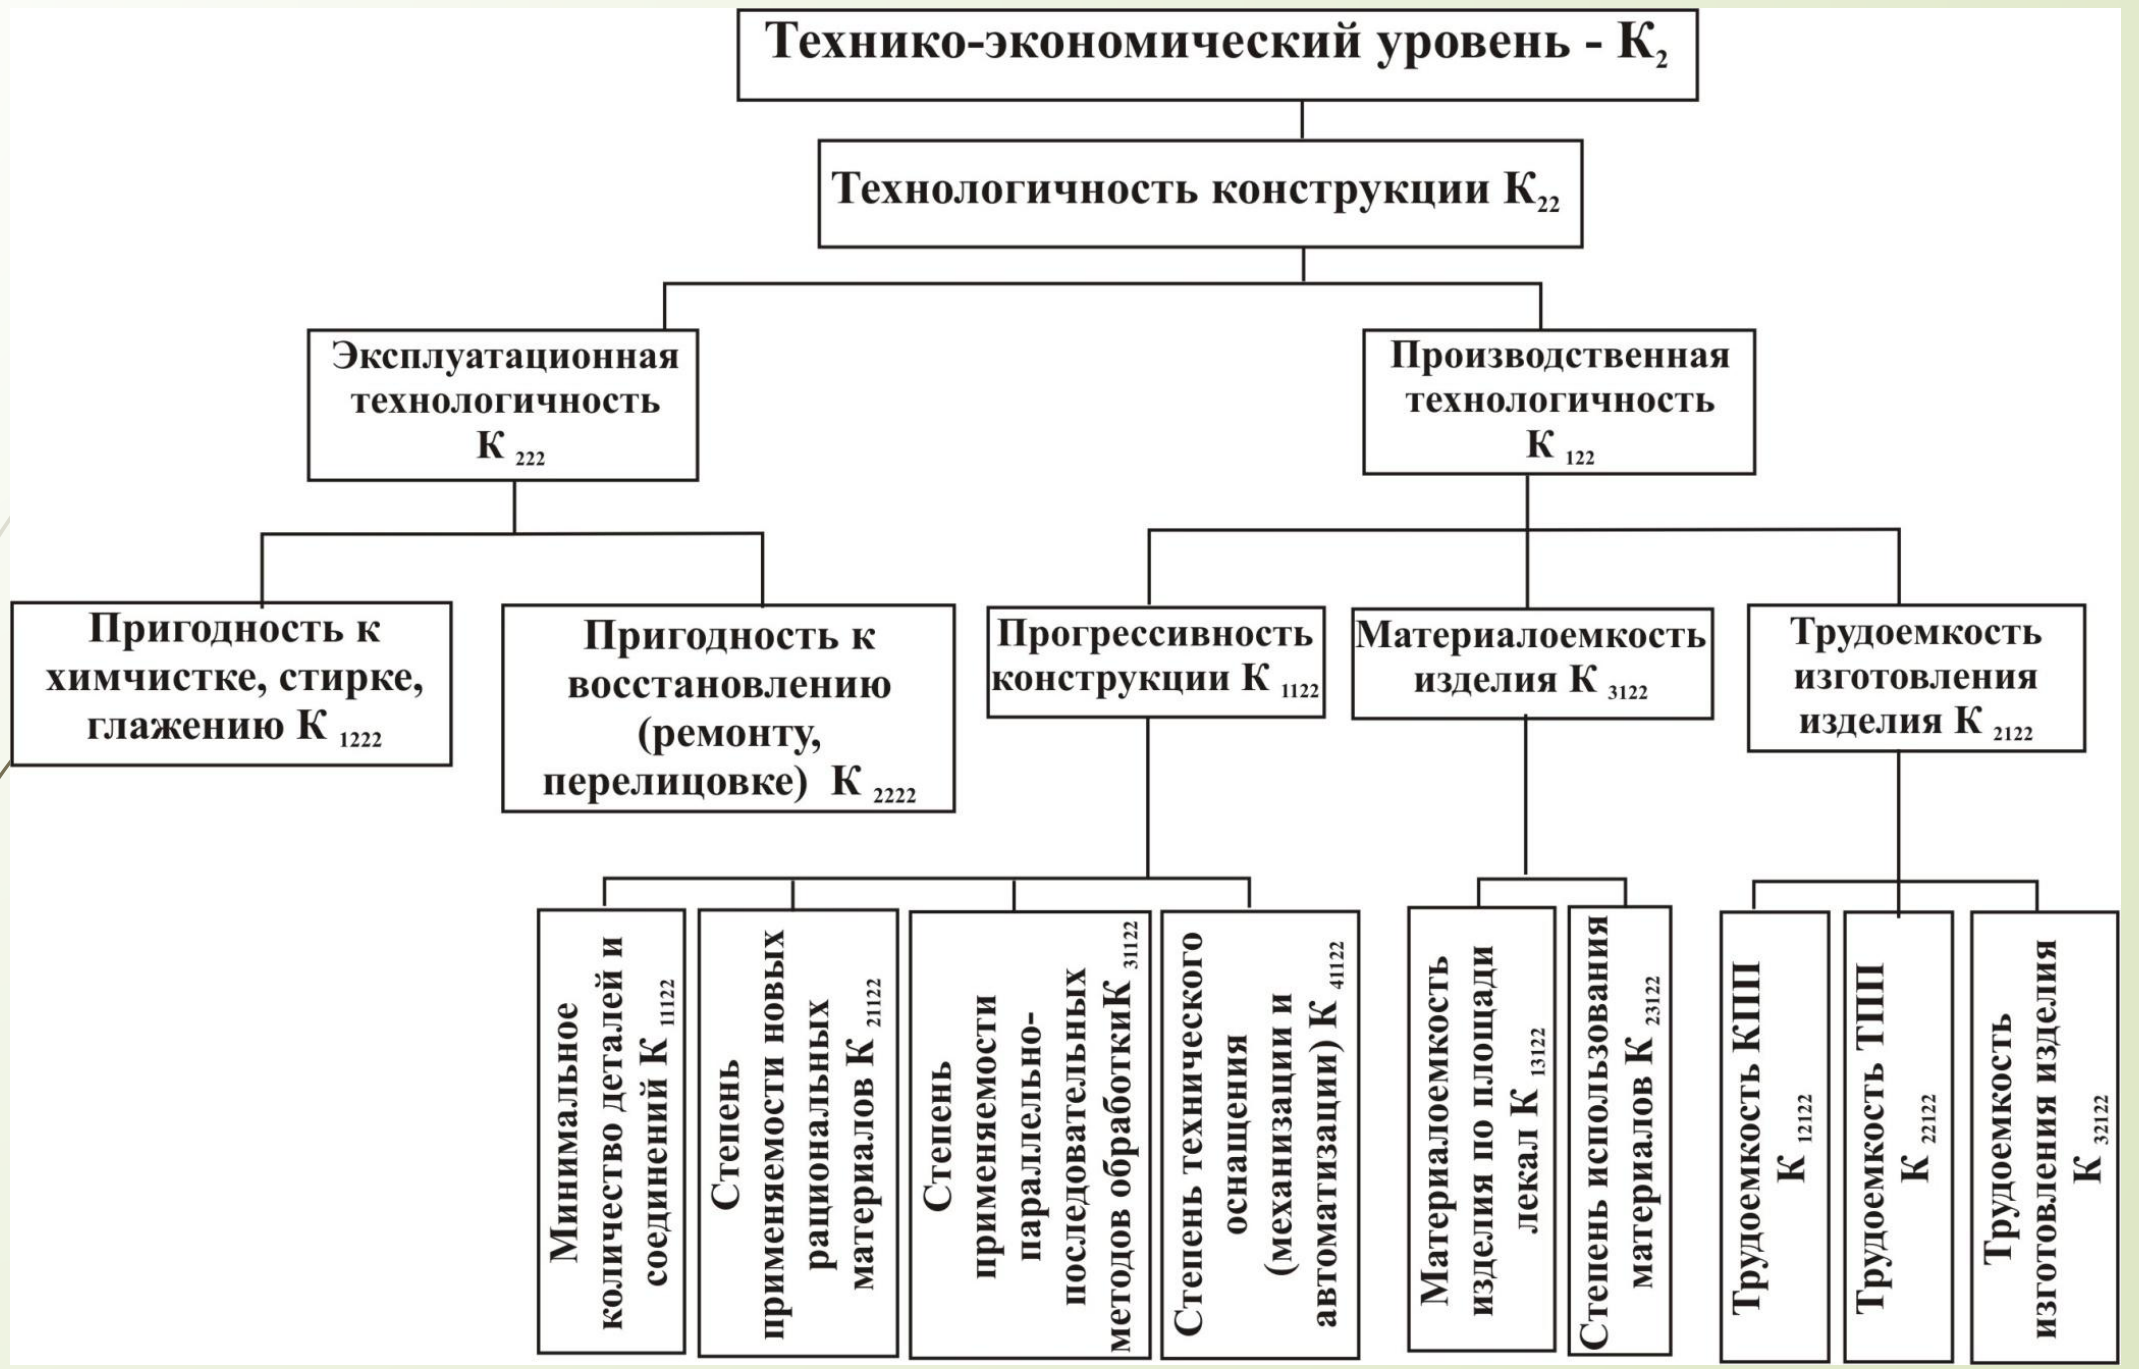 Технико-экономический уровень - К2
Технологичность конструкции К22
Эксплуатационная
технологичность
К 222
Производственная
технологичность
К 122
Пригодность к
химчистке, стирке,
глажению К 1222
Пригодность к
восстановлению
(ремонту,
перелицовке) К 2222
Прогрессивность
конструкции К 1122
Материалоемкость
изделия К 3122
Трудоемкость
изготовления
изделия К 2122
Минимальное
количество деталей и
соединений К 11122
Степень
применяемости новых
рациональных
материалов К 21122
Степень
применяемости
параллельно-
последовательных
методов обработкиК 31122
Степень технического
оснащения
(механизации и
автоматизации) К 41122
Материалоемкость
изделия по площади
лекал К 13122
Степень использования
материалов К 23122
Трудоемкость КПП
К 12122
Трудоемкость ТПП
К 22122
Трудоемкость
изготовления изделия
К 32122